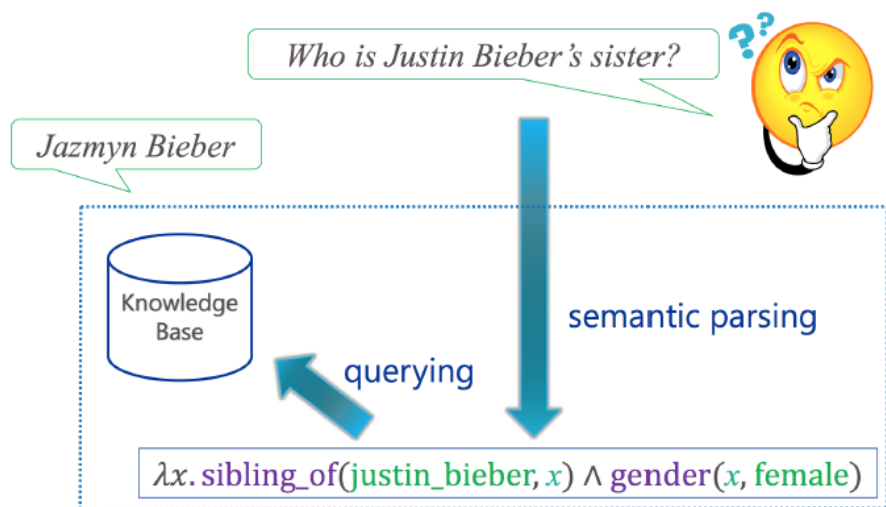 ??
Who is Justin Bieber’s sister?
Jazmyn Bieber
Knowledge
Base
semantic parsing
querying
λx. sibling_of(justin_bieber, x) ∧ gender(x, female)